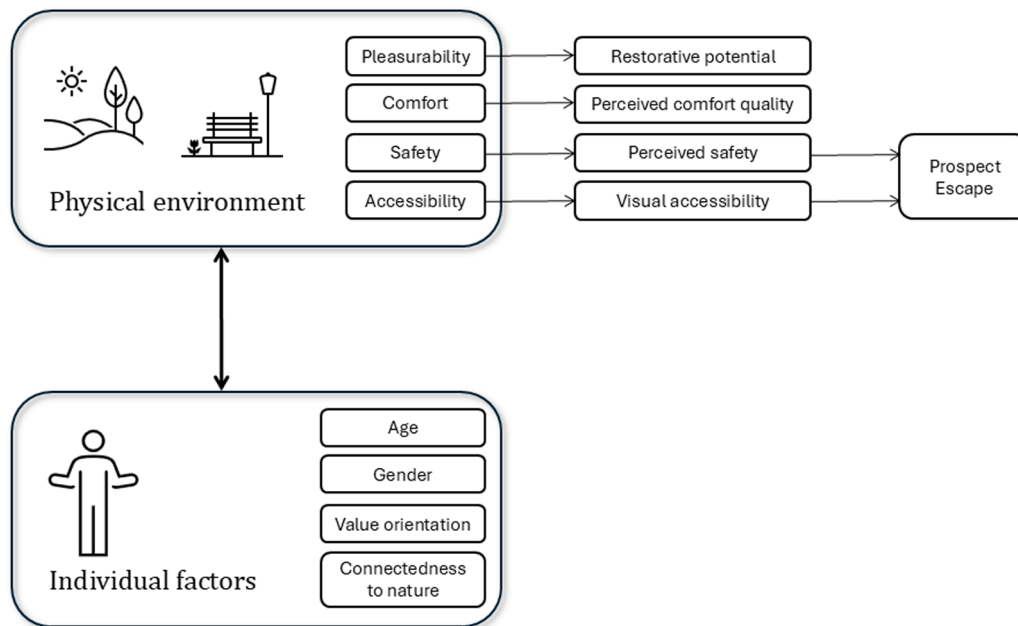 Pleasurability
Restorative potential
Comfort
Perceived comfort quality
Safety
Perceived safety
Prospect
Escape
Physical environment
Accessibility
Visual accessibility
Age
Gender
Value orientation
Connectedness
to nature
Individual factors